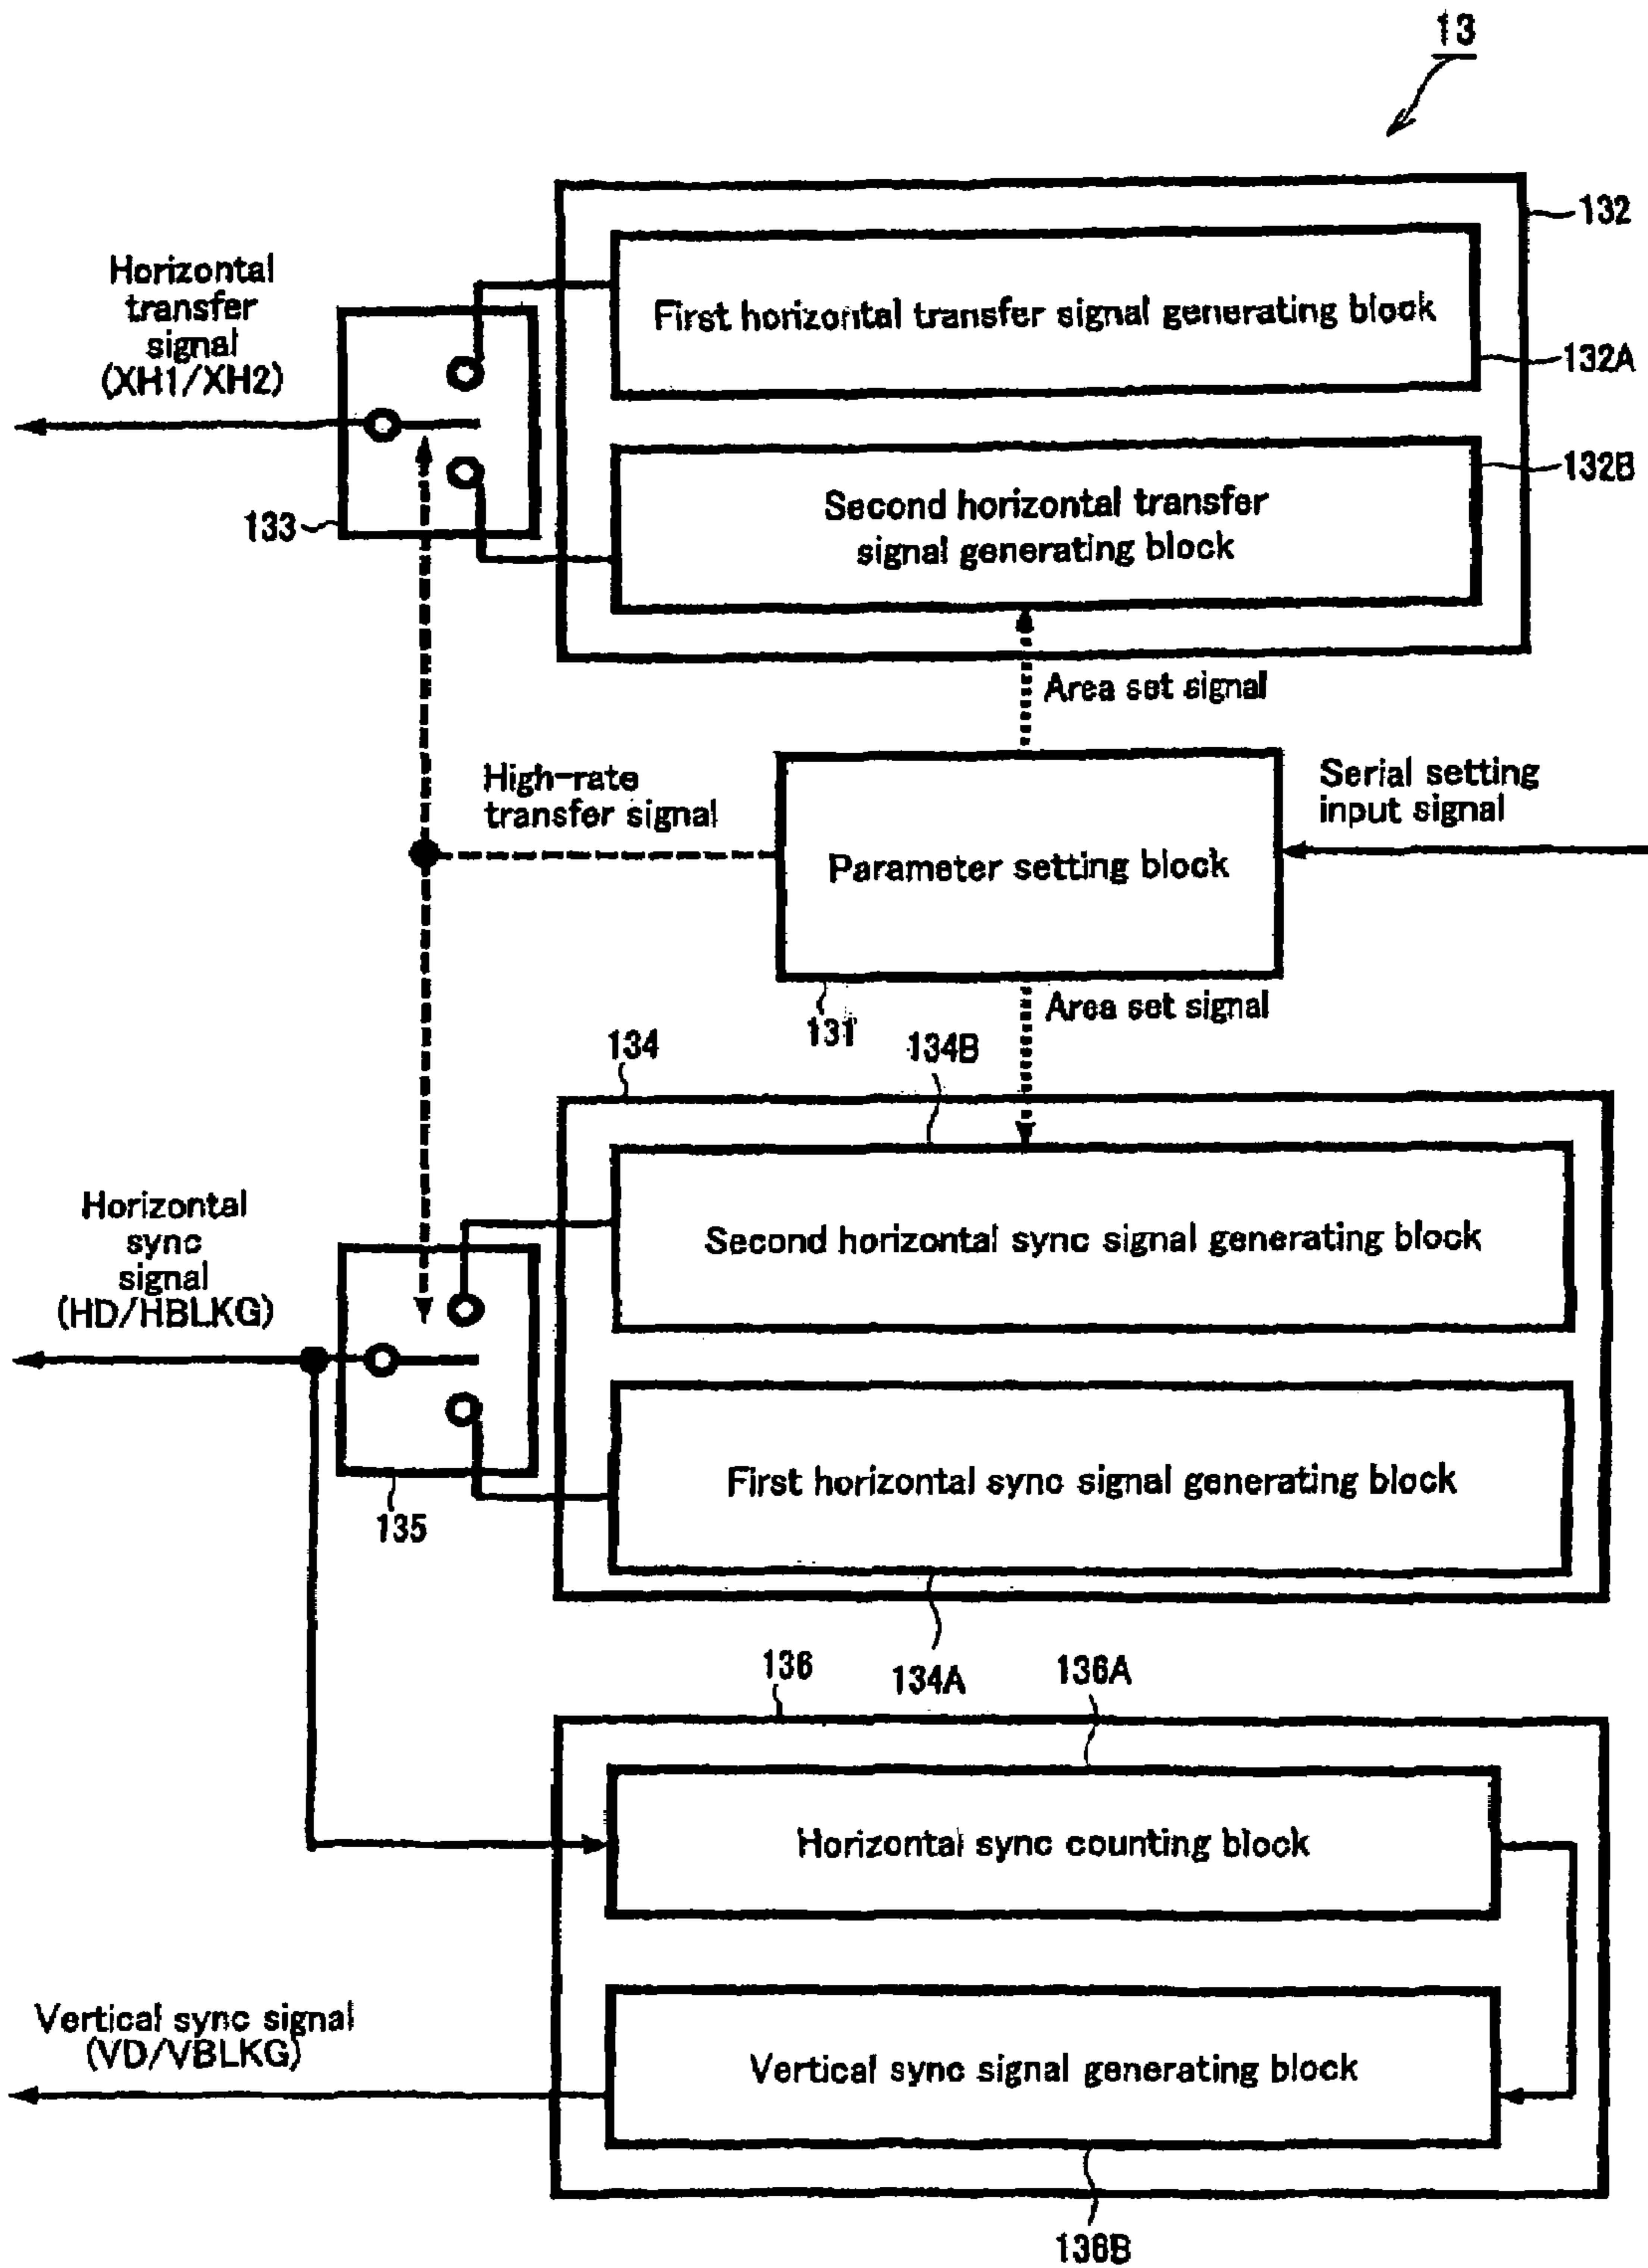 13
132
Horizontal
transfer
signal
(XH1/XH2)
First horizontal transfer signal generating block
132A
132B
Second horizontal transfer
signal generating block
133
Area set signal
High-rate
transfer signal
Serial setting
input signal
Parameter setting block
131
Area set signal
134
134B
Horizontal
sync
signal
(HD/HBLKG)
Second horizontal sync signal generating block
First horizontal sync signal generating block
135
134A
136
136A
Horizontal sync counting block
Vertical sync signal
(VD/VBLKG)
Vertical sync signal generating block
136B